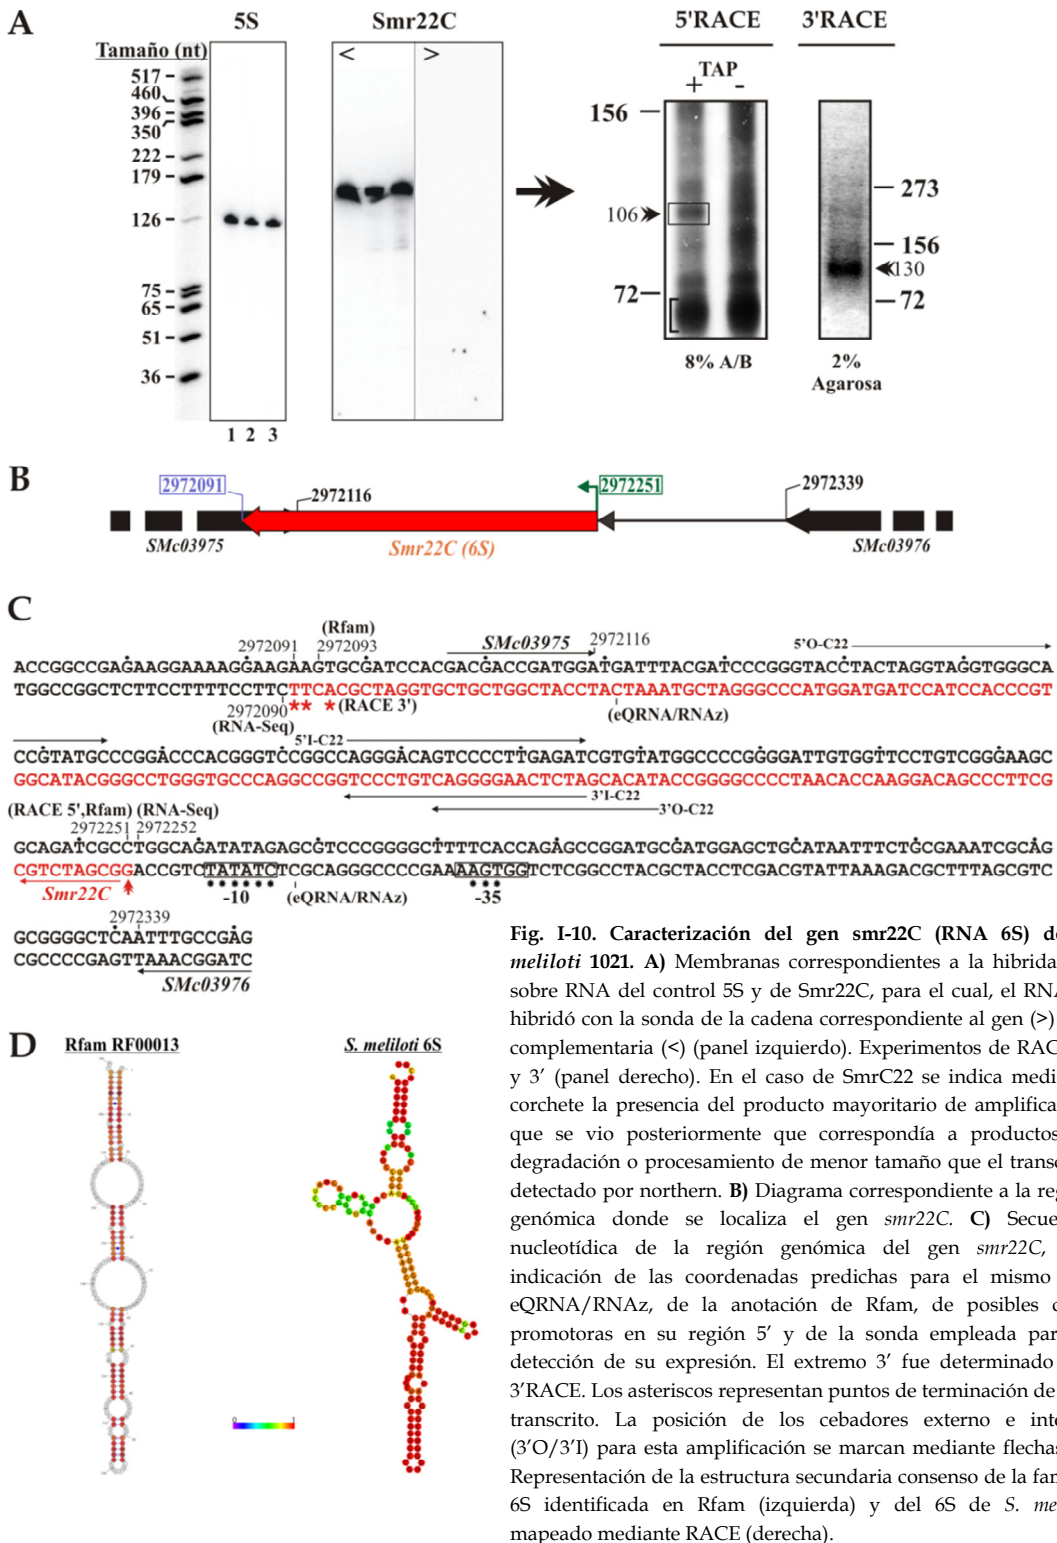 A
5S
Smr22C
5'RACE
3'RACE
Tamaño (nt)
< >
TAP
+ -
517
460
396
350
222
179
126
75
65
51
36
156
106
72
273
156
130
72
1 2 3
8% A/B
2%
Agarosa
B
2972091
2972116
2972251
2972339
SMc03975
Smr22C (6S)
SMc03976
C
(Rfam)
2972091 2972093 SMc03975 2972116 5'O-C22
ACCGGCCGAGAAGGAAAAGGAAGAAGTGCGATCCACGACGACCGATGGATGATTTACGATCCCGGGTACCTACTAGGTAGGTGGGCA
TGGCCGGCTCTTCCTTTTCCTTCTTCACGCTAGGTGCTGCTGGCTACCTACTAAATGCTAGGGCCCATGGATGATCCATCCACCCGT
2972090 ** * (RACE 3')
(RNA-Seq) (eQRNA/RNAz)
5'I-C22
CCGTATGCCCGGACCCACGGGTCCGGCCAGGGACAGTCCCCTTGAGATCGTGTATGGCCCCGGGGATTGTGGTTCCTGTCGGGAAGC
GGCATACGGGCCTGGGTGCCCAGGCCGGTCCCTGTCAGGGGAACTCTAGCACATACCGGGGCCCCTAACACCAAGGACAGCCCTTCG
3'I-C22
3'O-C22
(RACE 5',Rfam) (RNA-Seq)
2972251 2972252
GCAGATCGCCTGGCAGATATAGAGCGTCCCGGGGCTTTTCACCAGAGCCGGATGCGATGGAGCTGCATAATTTCTGCGAAATCGCAG
CGTCTAGCGGACCGTCTATATCTCGCAGGGCCCCGAAAAGTGGTCTCGGCCTACGCTACCTCGACGTATTAAAGACGCTTTAGCGTC
Smr22C -10 (eQRNA/RNAz) -35
2972339
GCGGGGCTCAATTTGCCGAG
CGCCCCGAGTTAAACGGATC
SMc03976
Fig. I-10. Caracterización del gen smr22C (RNA 6S) de
meliloti 1021. A) Membranas correspondientes a la hibrida
sobre RNA del control 5S y de Smr22C, para el cual, el RNA
hibridó con la sonda de la cadena correspondiente al gen (>)
complementaria (<) (panel izquierdo). Experimentos de RAC
y 3′ (panel derecho). En el caso de SmrC22 se indica medi
corchete la presencia del producto mayoritario de amplifica
que se vio posteriormente que correspondía a productos
degradación o procesamiento de menor tamaño que el transc
detectado por northern. B) Diagrama correspondiente a la reg
genómica donde se localiza el gen smr22C. C) Secue
nucleotídica de la región genómica del gen smr22C,
indicación de las coordenadas predichas para el mismo
eQRNA/RNAz, de la anotación de Rfam, de posibles c
promotoras en su región 5′ y de la sonda empleada par
detección de su expresión. El extremo 3′ fue determinado
3′RACE. Los asteriscos representan puntos de terminación de
transcrito. La posición de los cebadores externo e inte
(3′O/3′I) para esta amplificación se marcan mediante flechas
Representación de la estructura secundaria consenso de la fam
6S identificada en Rfam (izquierda) y del 6S de S. me
mapeado mediante RACE (derecha).
D
Rfam RF00013
S. meliloti 6S
0 1